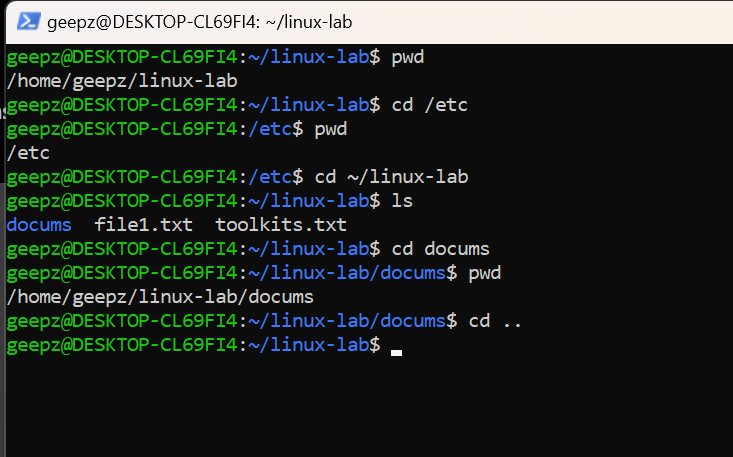 geepz@DESKTOP-CL69FI4: ~/linux-lab
geepz@DESKTOP-CL69FI4:~/linux-lab$ pwd
/home/geepz/linux-lab
geepz@DESKTOP-CL69FI4:~/linux-lab$ cd /etc
geepz@DESKTOP-CL69FI4:/etc$ pwd
/etc
geepz@DESKTOP-CL69FI4:/etc$ cd ~/linux-lab
geepz@DESKTOP-CL69FI4:~/linux-lab$ ls
docums  file1.txt  toolkits.txt
geepz@DESKTOP-CL69FI4:~/linux-lab$ cd docums
geepz@DESKTOP-CL69FI4:~/linux-lab/docums$ pwd
/home/geepz/linux-lab/docums
geepz@DESKTOP-CL69FI4:~/linux-lab/docums$ cd ..
geepz@DESKTOP-CL69FI4:~/linux-lab$